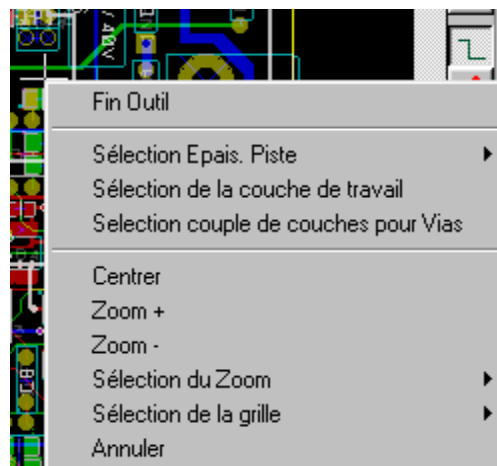 40V
Fin Outil
Sélection Epais. Piste
Sélection de la couche de travail
Selection couple de couches pour Vias
Centrer
Zoom +
Zoom -
Sélection du Zoom
Sélection de la grille
Annuler